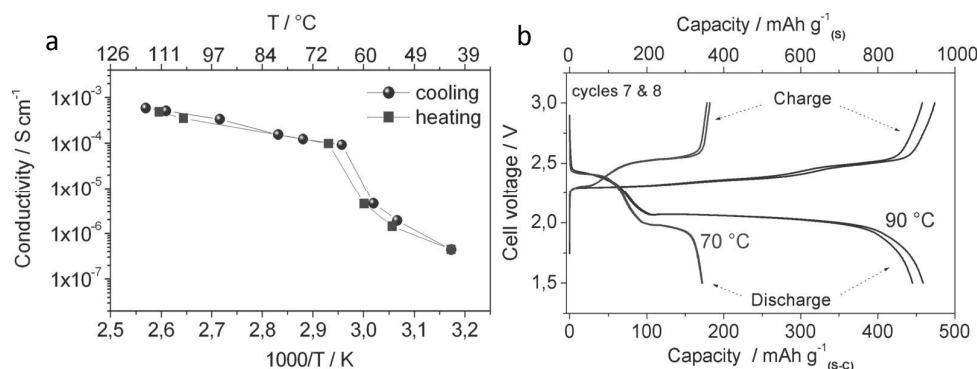 a
T / °C
126 111 97 84 72 60 49 39
1x10⁻³
1x10⁻⁴
1x10⁻⁵
1x10⁻⁶
1x10⁻⁷
Conductivity / S cm⁻¹
cooling
heating
2,5 2,6 2,7 2,8 2,9 3,0 3,1 3,2
1000/T / K
b
Capacity / mAh g⁻¹(S)
0 200 400 600 800 1000
cycles 7 & 8
Charge
3,0
2,5
2,0
1,5
Cell voltage / V
70 °C
90 °C
Discharge
0 100 200 300 400 500
Capacity / mAh g⁻¹(S-C)